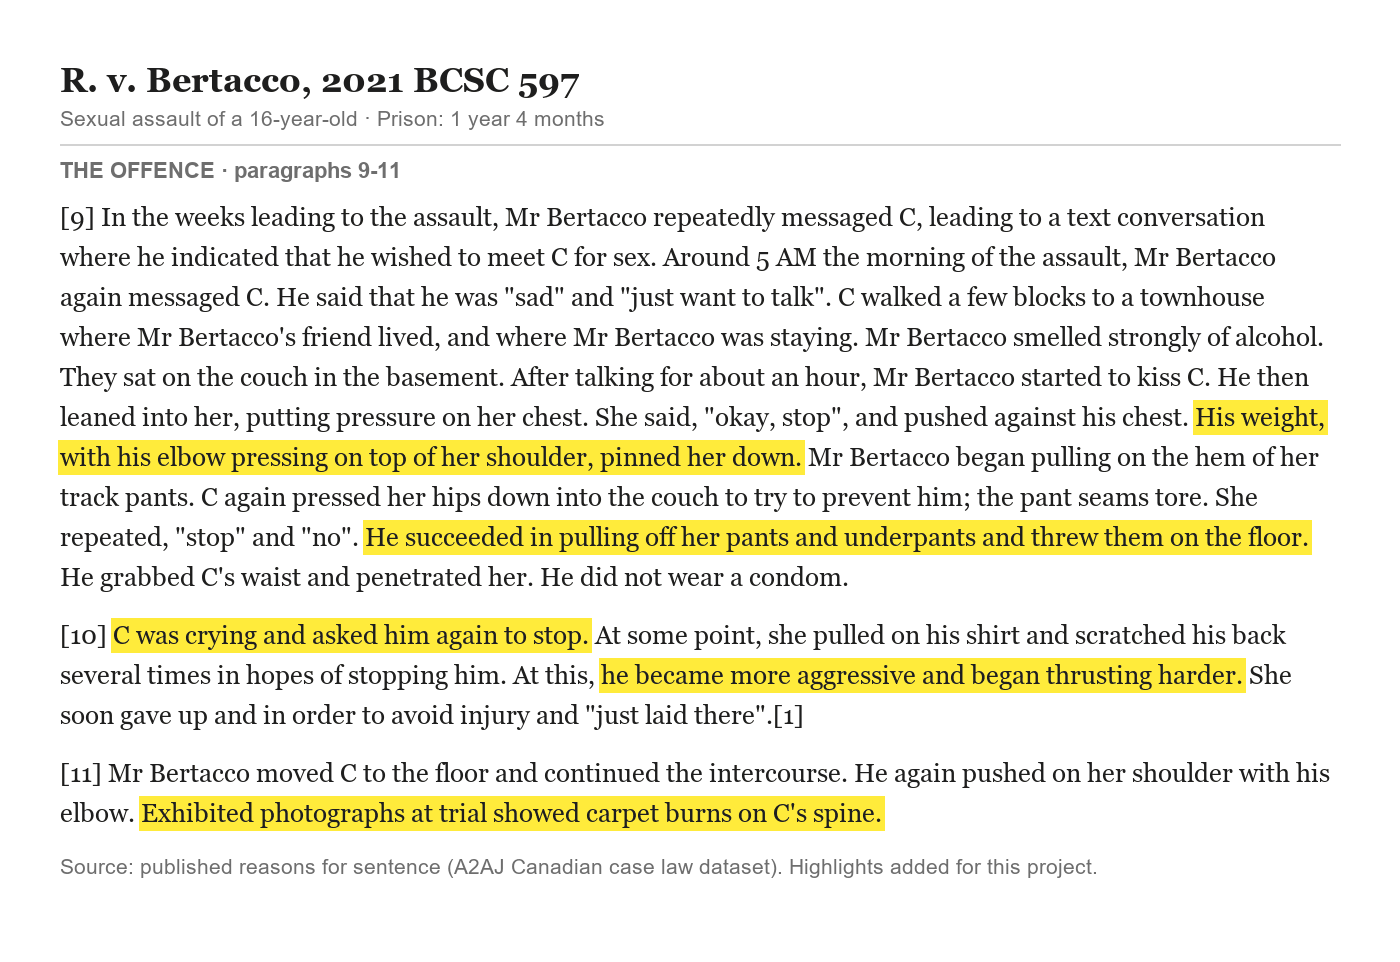 R. v. Bertacco, 2021 BCSC 597
Sexual assault of a 16-year-old · Prison: 1 year 4 months
THE OFFENCE · paragraphs 9-11
[9] In the weeks leading to the assault, Mr Bertacco repeatedly messaged C, leading to a text conversation
where he indicated that he wished to meet C for sex. Around 5 AM the morning of the assault, Mr Bertacco
again messaged C. He said that he was "sad" and "just want to talk". C walked a few blocks to a townhouse
where Mr Bertacco's friend lived, and where Mr Bertacco was staying. Mr Bertacco smelled strongly of alcohol.
They sat on the couch in the basement. After talking for about an hour, Mr Bertacco started to kiss C. He then
leaned into her, putting pressure on her chest. She said, "okay, stop", and pushed against his chest. His weight,
with his elbow pressing on top of her shoulder, pinned her down. Mr Bertacco began pulling on the hem of her
track pants. C again pressed her hips down into the couch to try to prevent him; the pant seams tore. She
repeated, "stop" and "no". He succeeded in pulling off her pants and underpants and threw them on the floor.
He grabbed C's waist and penetrated her. He did not wear a condom.
[10] C was crying and asked him again to stop. At some point, she pulled on his shirt and scratched his back
several times in hopes of stopping him. At this, he became more aggressive and began thrusting harder. She
soon gave up and in order to avoid injury and "just laid there".[1]
[11] Mr Bertacco moved C to the floor and continued the intercourse. He again pushed on her shoulder with his
elbow. Exhibited photographs at trial showed carpet burns on C's spine.
Source: published reasons for sentence (A2AJ Canadian case law dataset). Highlights added for this project.